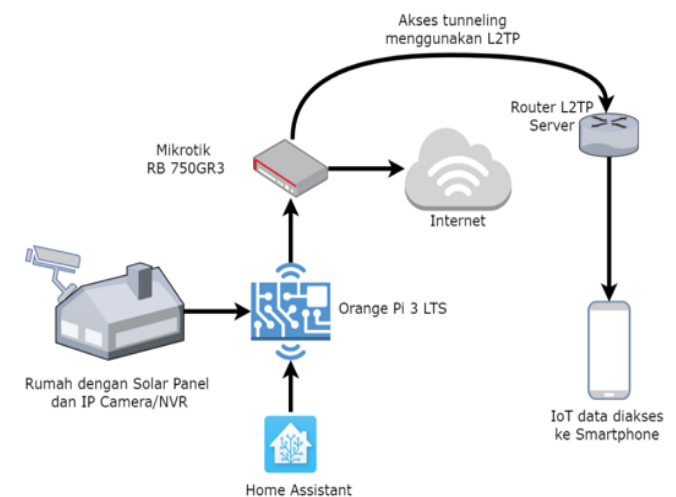 Akses tunneling
menggunakan L2TP
Router L2TP
Server
Mikrotik
RB 750GR3
Internet
Orange Pi 3 LTS
Rumah dengan Solar Panel
dan IP Camera/NVR
IoT data diakses
ke Smartphone
Home Assistant